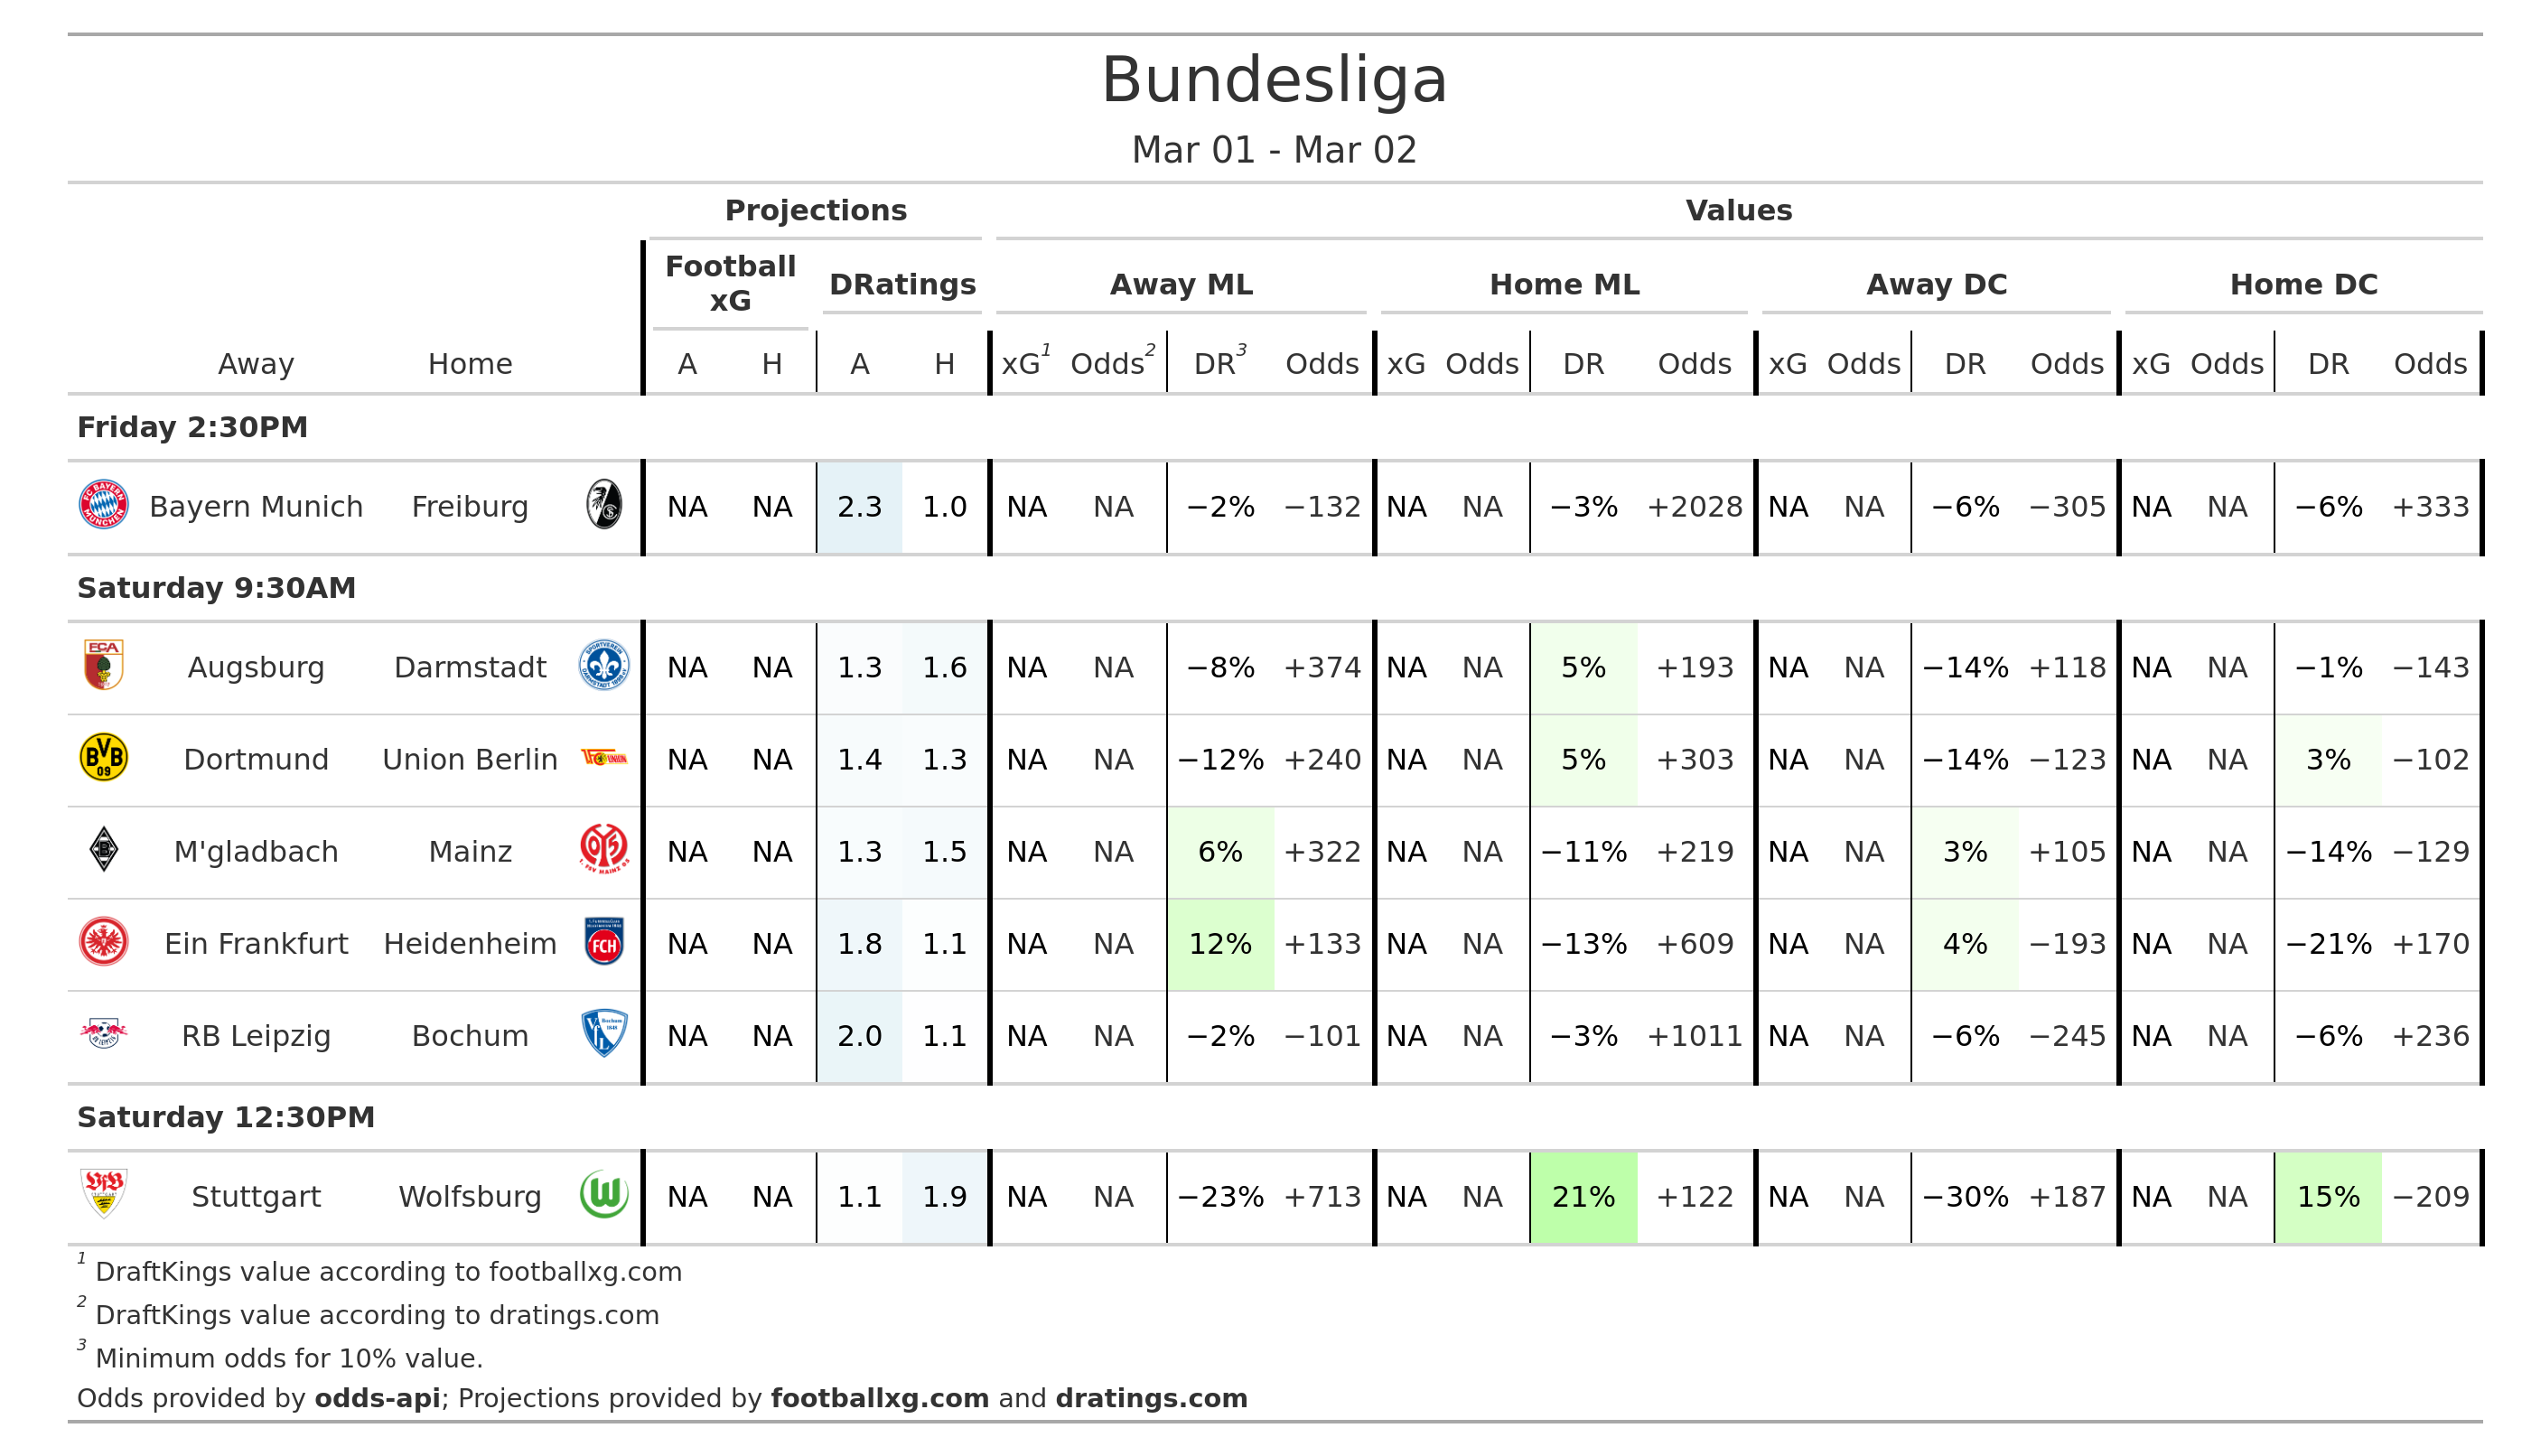 Bundesliga
Mar 01 - Mar 02
Projections Values
Football xG DRatings Away ML Home ML Away DC Home DC
Away Home A H A H xG1 Odds2 DR3 Odds xG Odds DR Odds xG Odds DR Odds xG Odds DR Odds
Friday 2:30PM
Bayern Munich Freiburg NA NA 2.3 1.0 NA NA −2% −132 NA NA −3% +2028 NA NA −6% −305 NA NA −6% +333
Saturday 9:30AM
Augsburg Darmstadt NA NA 1.3 1.6 NA NA −8% +374 NA NA 5% +193 NA NA −14% +118 NA NA −1% −143
Dortmund Union Berlin NA NA 1.4 1.3 NA NA −12% +240 NA NA 5% +303 NA NA −14% −123 NA NA 3% −102
M'gladbach Mainz NA NA 1.3 1.5 NA NA 6% +322 NA NA −11% +219 NA NA 3% +105 NA NA −14% −129
Ein Frankfurt Heidenheim NA NA 1.8 1.1 NA NA 12% +133 NA NA −13% +609 NA NA 4% −193 NA NA −21% +170
RB Leipzig Bochum NA NA 2.0 1.1 NA NA −2% −101 NA NA −3% +1011 NA NA −6% −245 NA NA −6% +236
Saturday 12:30PM
Stuttgart Wolfsburg NA NA 1.1 1.9 NA NA −23% +713 NA NA 21% +122 NA NA −30% +187 NA NA 15% −209
1 DraftKings value according to footballxg.com
2 DraftKings value according to dratings.com
3 Minimum odds for 10% value.
Odds provided by odds-api; Projections provided by footballxg.com and dratings.com